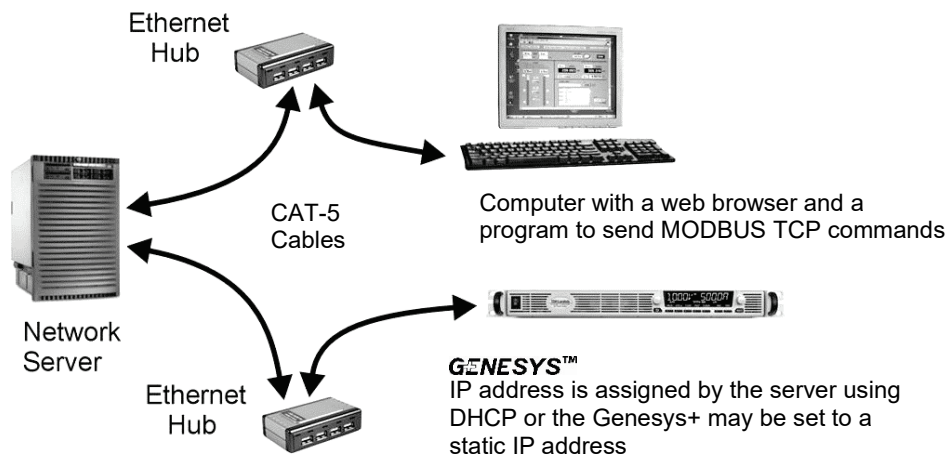 Ethernet
Hub
CAT-5
Cables
Computer with a web browser and a
program to send MODBUS TCP commands
Network
Server
GENESYS™
IP address is assigned by the server using
DHCP or the Genesys+ may be set to a
static IP address
Ethernet
Hub